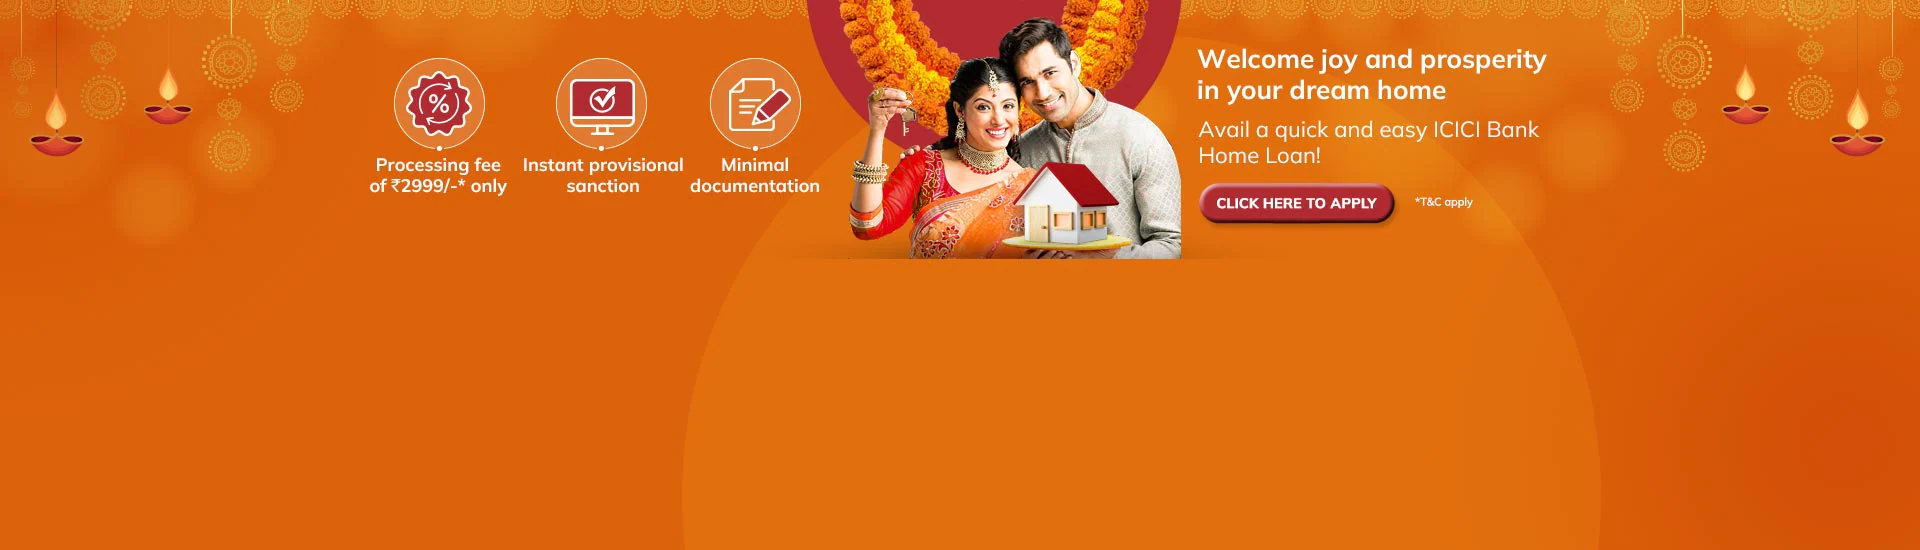 Processing fee
of ₹2999/-* only
Instant provisional
sanction
Minimal
documentation
Welcome joy and prosperity
in your dream home
Avail a quick and easy ICICI Bank
Home Loan!
CLICK HERE TO APPLY
*T&C apply